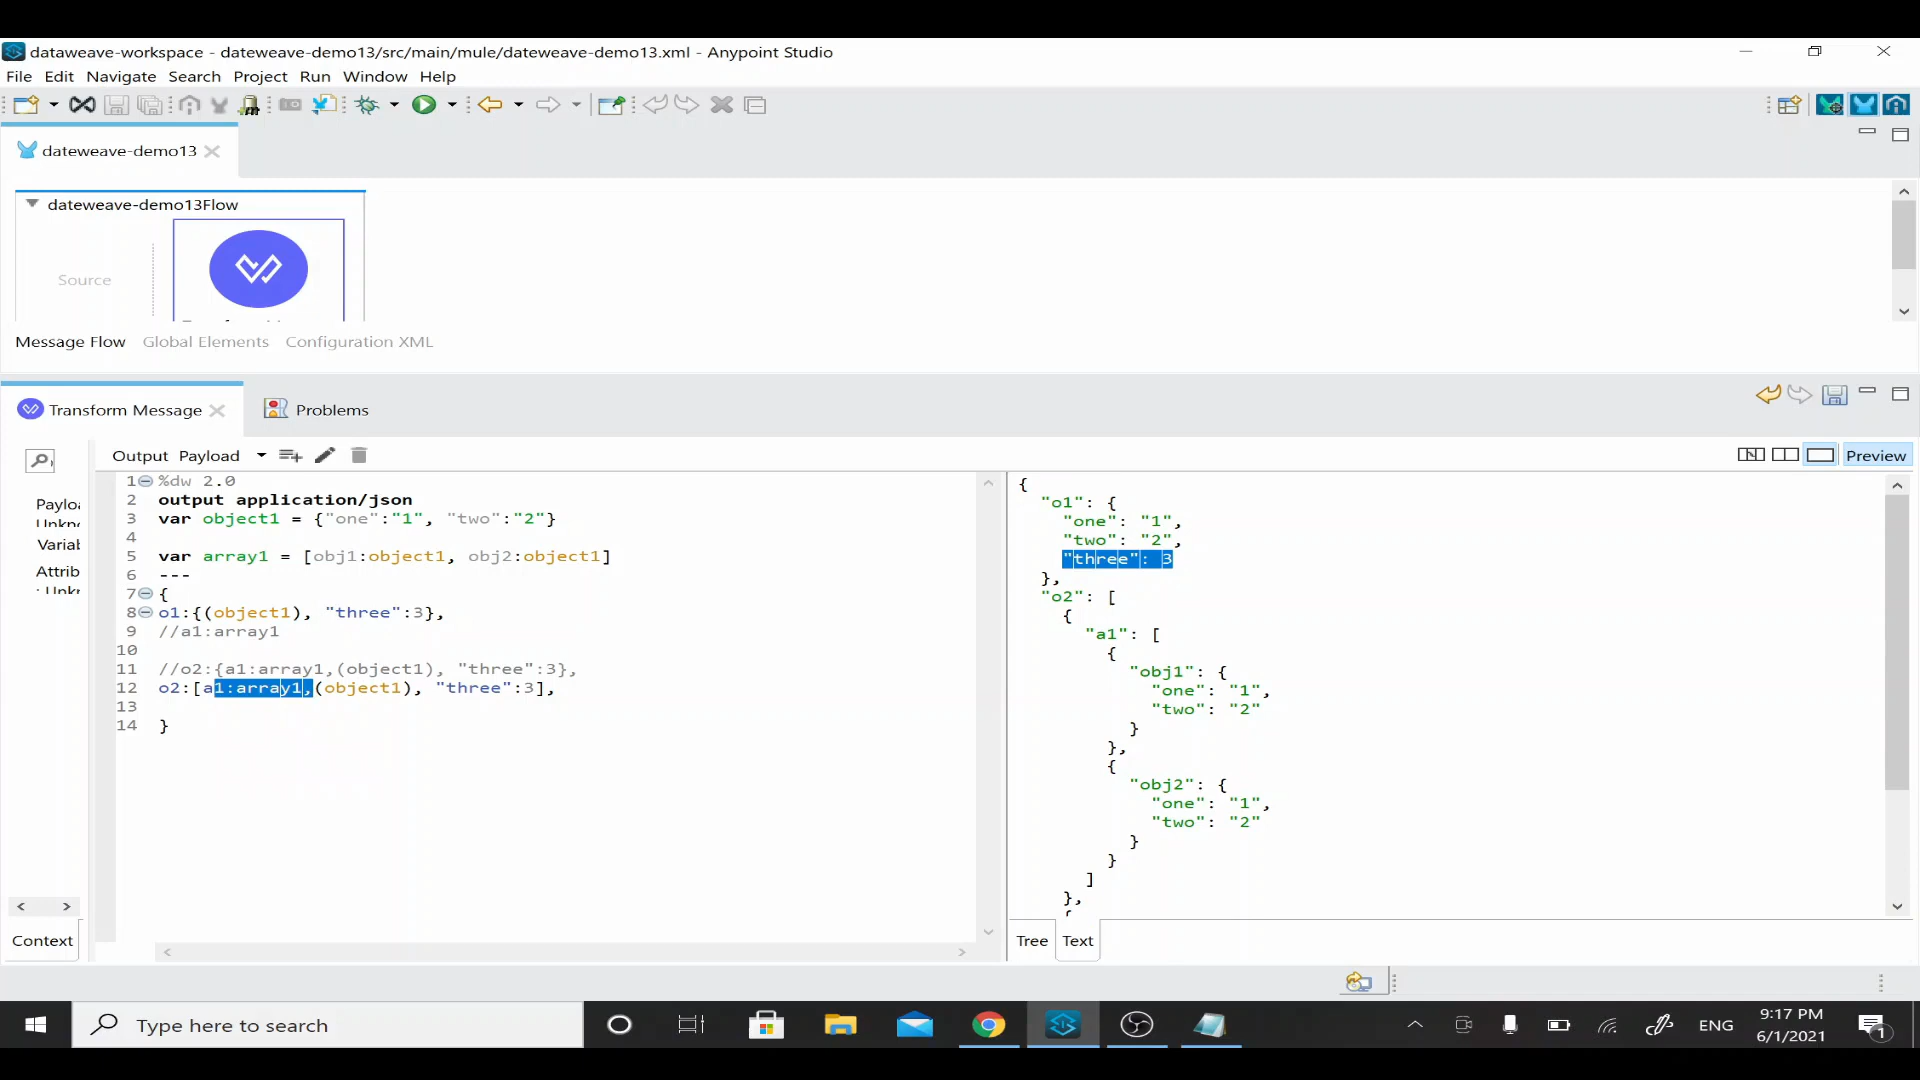 dataweave-workspace - dateweave-demo13/src/main/mule/dateweave-demo13.xml - Anypoint Studio
File Edit Navigate Search Project Run Window Help
dateweave-demo13
dateweave-demo13Flow
Source
Message Flow Global Elements Configuration XML
Transform Message Problems
Output Payload Preview
Payloa
Unkno
Variab
Attrib
: Unkn
Context
1 %dw 2.0
2 output application/json
3 var object1 = {"one":"1", "two":"2"}
4
5 var array1 = [obj1:object1, obj2:object1]
6 ---
7 {
8 o1:{(object1), "three":3},
9 //a1:array1
10
11 //o2:{a1:array1,(object1), "three":3},
12 o2:[a1:array1,(object1), "three":3],
13
14 }
{
"o1": {
"one": "1",
"two": "2",
"three": 3
},
"o2": [
{
"a1": [
{
"obj1": {
"one": "1",
"two": "2"
}
},
{
"obj2": {
"one": "1",
"two": "2"
}
}
]
},
Tree Text
Type here to search
ENG
9:17 PM
6/1/2021
1